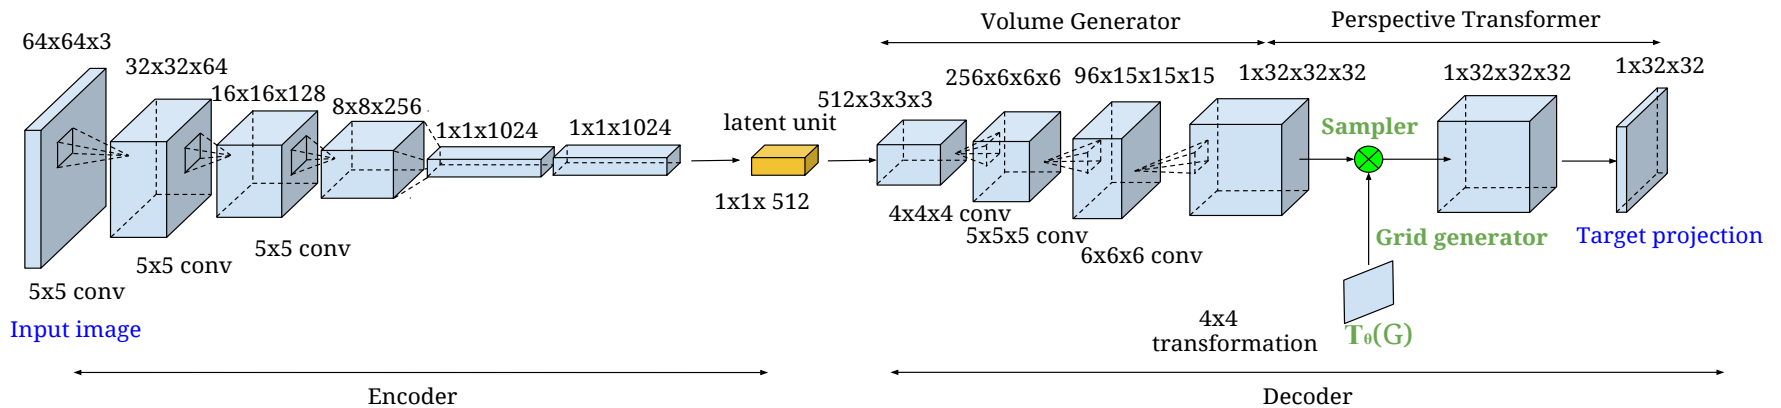 Volume Generator
Perspective Transformer
64x64x3
32x32x64
16x16x128
8x8x256
1x1x1024
1x1x1024
latent unit
512x3x3x3
256x6x6x6
96x15x15x15
1x32x32x32
1x32x32x32
1x32x32
Sampler
1x1x 512
4x4x4 conv
5x5x5 conv
6x6x6 conv
Grid generator
Target projection
5x5 conv
5x5 conv
5x5 conv
Input image
4x4
transformation
Tθ(G)
Encoder
Decoder